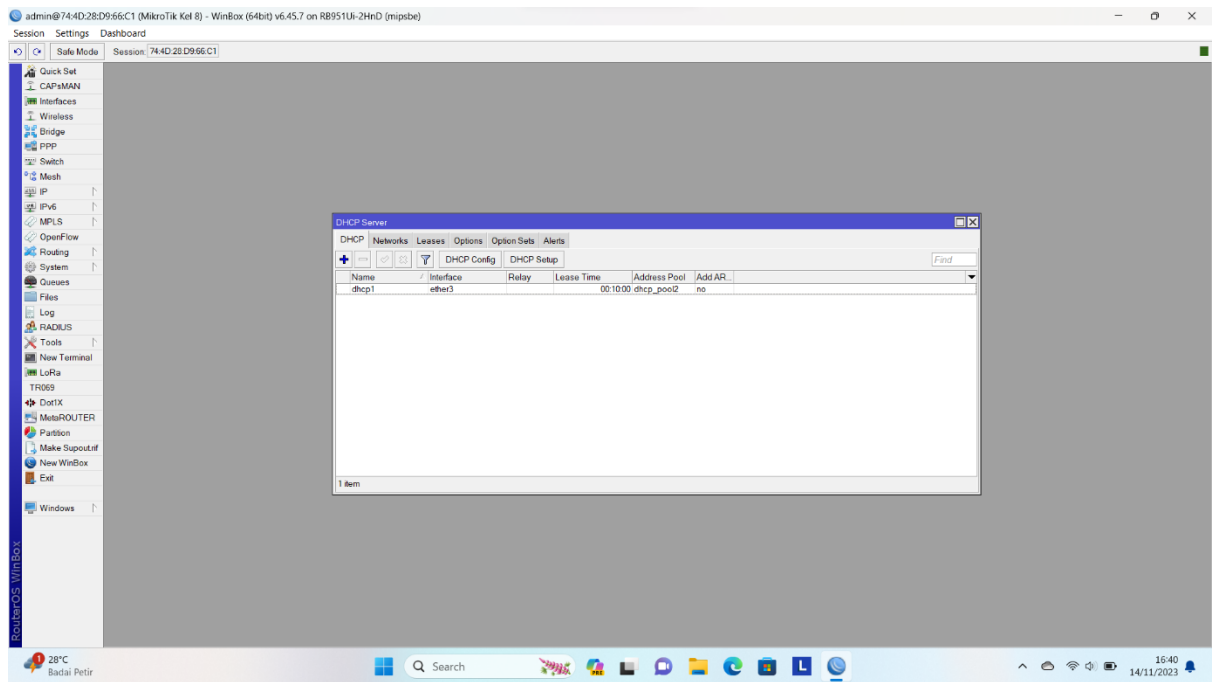 admin@74:4D:28:D9:66:C1 (MikroTik Kel 8) - WinBox (64bit) v6.45.7 on RB951Ui-2HnD (mipsbe)
Session Settings Dashboard
Safe Mode Session: 74:4D:28:D9:66:C1
Quick Set
CAPsMAN
Interfaces
Wireless
Bridge
PPP
Switch
Mesh
IP
IPv6
MPLS
OpenFlow
Routing
System
Queues
Files
Log
RADIUS
Tools
New Terminal
LoRa
TR069
Dot1X
MetaROUTER
Partition
Make Supout.rif
New WinBox
Exit
Windows
RouterOS WinBox
DHCP Server
DHCP Networks Leases Options Option Sets Alerts
DHCP Config DHCP Setup Find
Name Interface Relay Lease Time Address Pool Add AR...
dhcp1 ether3 00:10:00 dhcp_pool2 no
1 item
1
28°C
Badai Petir
Search
PRE
L
16:40
14/11/2023